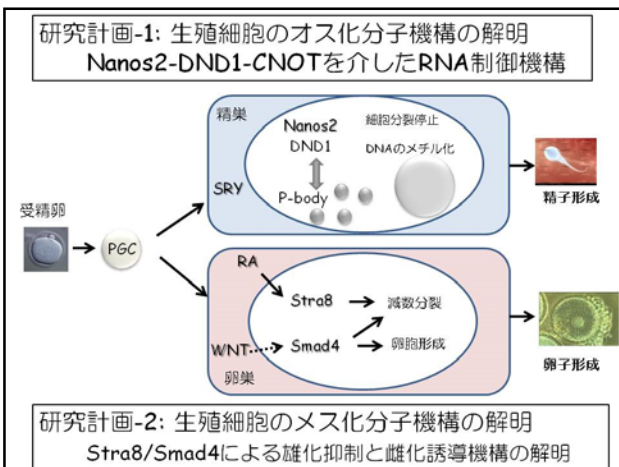 研究計画-1: 生殖細胞のオス化分子機構の解明
Nanos2-DND1-CNOTを介したRNA制御機構
精巣
Nanos2
DND1
細胞分裂停止
DNAのメチル化
P-body
SRY
精子形成
受精卵
PGC
RA
Stra8
減数分裂
WNT
Smad4
卵胞形成
卵巣
卵子形成
研究計画-2: 生殖細胞のメス化分子機構の解明
Stra8/Smad4による雄化抑制と雌化誘導機構の解明